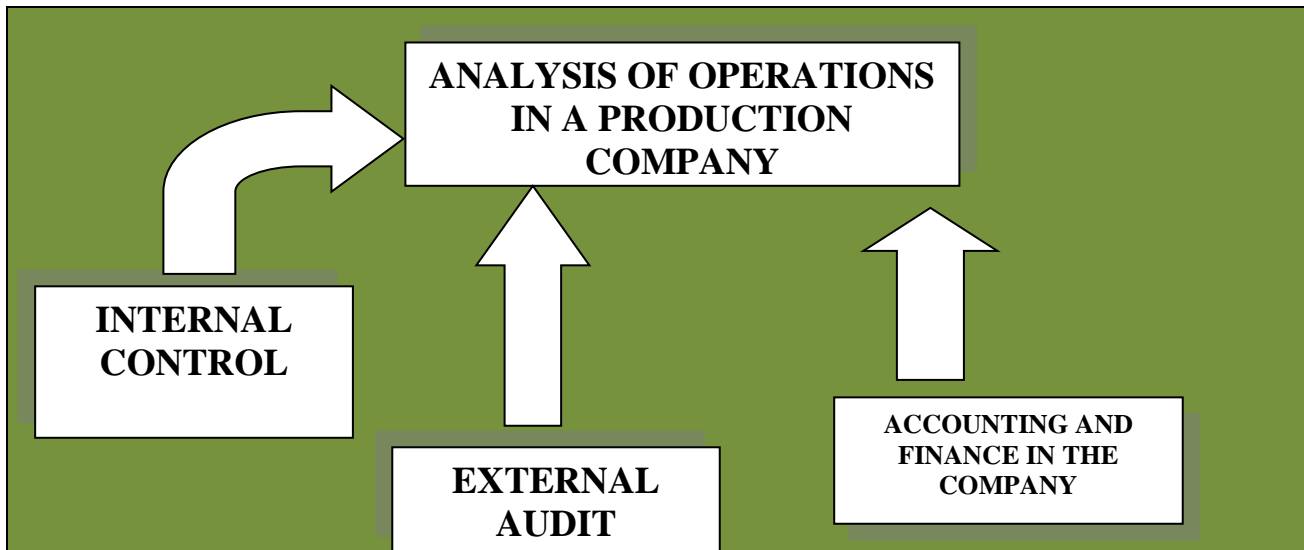 ANALYSIS OF OPERATIONS
IN A PRODUCTION
COMPANY
INTERNAL
CONTROL
EXTERNAL
AUDIT
ACCOUNTING AND
FINANCE IN THE
COMPANY